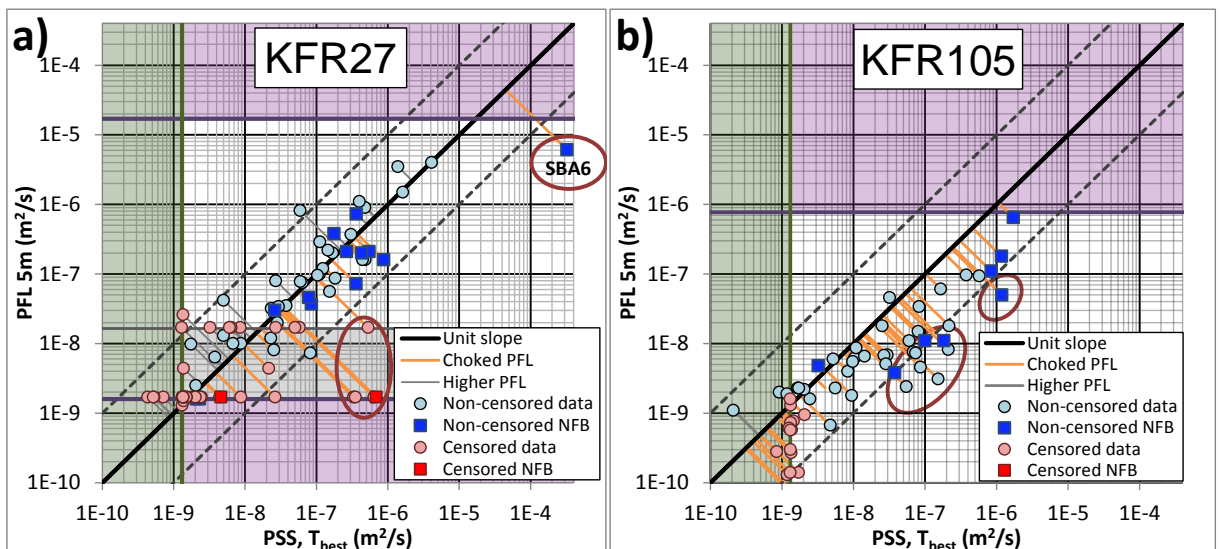 a)
KFR27
1E-4
1E-5
1E-6
1E-7
1E-8
1E-9
1E-10
PFL 5m (m²/s)
SBA6
Unit slope
Choked PFL
Higher PFL
Non-censored data
Non-censored NFB
Censored data
Censored NFB
1E-10 1E-9 1E-8 1E-7 1E-6 1E-5 1E-4
PSS, Tbest (m²/s)
b)
KFR105
1E-4
1E-5
1E-6
1E-7
1E-8
1E-9
1E-10
PFL 5m (m²/s)
Unit slope
Choked PFL
Higher PFL
Non-censored data
Non-censored NFB
Censored data
Censored NFB
1E-10 1E-9 1E-8 1E-7 1E-6 1E-5 1E-4
PSS, Tbest (m²/s)